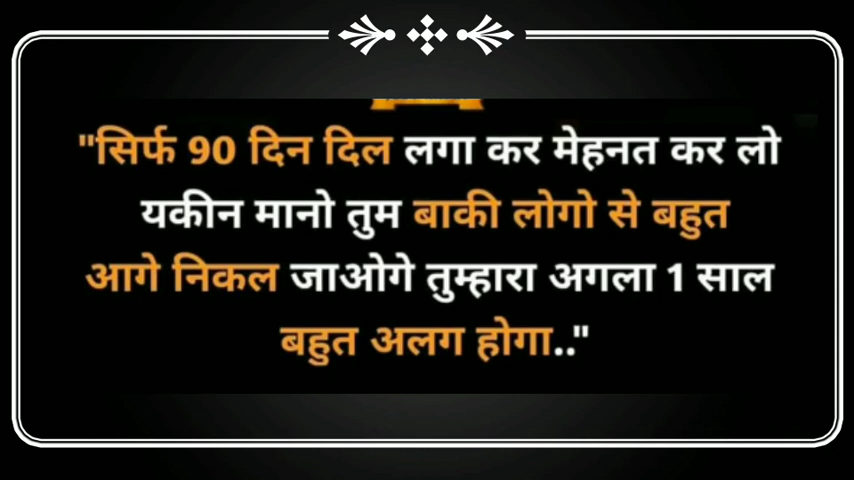 "सिर्फ 90 दिन दिल लगा कर मेहनत कर लो
यकीन मानो तुम बाकी लोगो से बहुत
आगे निकल जाओगे तुम्हारा अगला 1 साल
बहुत अलग होगा.."